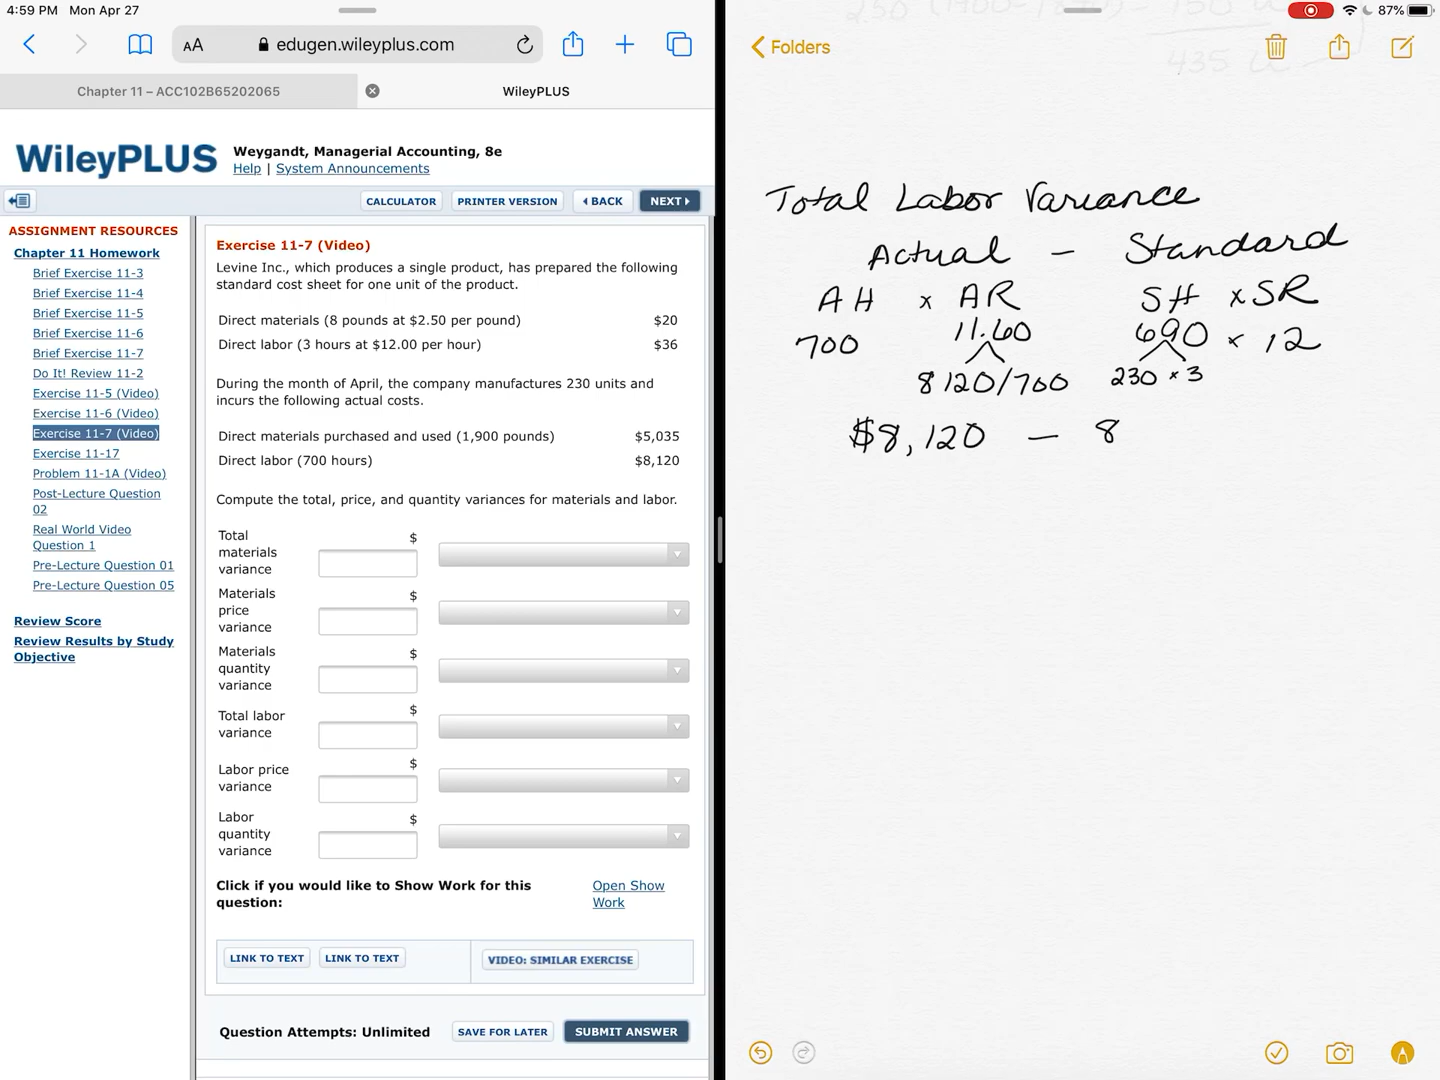 4:59 PM Mon Apr 27
87%
AA edugen.wileyplus.com
Chapter 11 – ACC102B65202065
WileyPLUS
WileyPLUS
Weygandt, Managerial Accounting, 8e
Help | System Announcements
CALCULATOR PRINTER VERSION BACK NEXT
ASSIGNMENT RESOURCES
Chapter 11 Homework
Brief Exercise 11-3
Brief Exercise 11-4
Brief Exercise 11-5
Brief Exercise 11-6
Brief Exercise 11-7
Do It! Review 11-2
Exercise 11-5 (Video)
Exercise 11-6 (Video)
Exercise 11-7 (Video)
Exercise 11-17
Problem 11-1A (Video)
Post-Lecture Question
02
Real World Video
Question 1
Pre-Lecture Question 01
Pre-Lecture Question 05
Review Score
Review Results by Study
Objective
Exercise 11-7 (Video)
Levine Inc., which produces a single product, has prepared the following
standard cost sheet for one unit of the product.
Direct materials (8 pounds at $2.50 per pound) $20
Direct labor (3 hours at $12.00 per hour) $36
During the month of April, the company manufactures 230 units and
incurs the following actual costs.
Direct materials purchased and used (1,900 pounds) $5,035
Direct labor (700 hours) $8,120
Compute the total, price, and quantity variances for materials and labor.
Total
materials
variance
$
Materials
price
variance
$
Materials
quantity
variance
$
Total labor
variance
$
Labor price
variance
$
Labor
quantity
variance
$
Click if you would like to Show Work for this
question:
Open Show
Work
LINK TO TEXT LINK TO TEXT VIDEO: SIMILAR EXERCISE
Question Attempts: Unlimited SAVE FOR LATER SUBMIT ANSWER
Folders
435 u
Total Labor Variance
Actual – Standard
AH x AR SH x SR
700 11.60 690 x 12
8120/700 230 x 3
$8,120 – 8